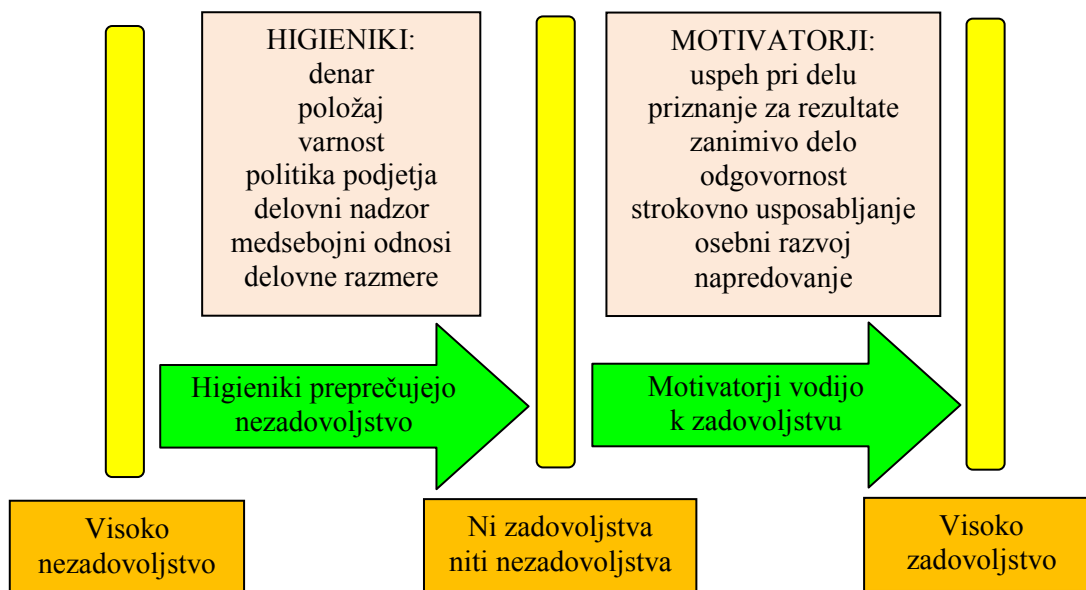 HIGIENIKI:
denar
položaj
varnost
politika podjetja
delovni nadzor
medsebojni odnosi
delovne razmere
MOTIVATORJI:
uspeh pri delu
priznanje za rezultate
zanimivo delo
odgovornost
strokovno usposabljanje
osebni razvoj
napredovanje
Higieniki preprečujejo
nezadovoljstvo
Motivatorji vodijo
k zadovoljstvu
Visoko
nezadovoljstvo
Ni zadovoljstva
niti nezadovoljstva
Visoko
zadovoljstvo